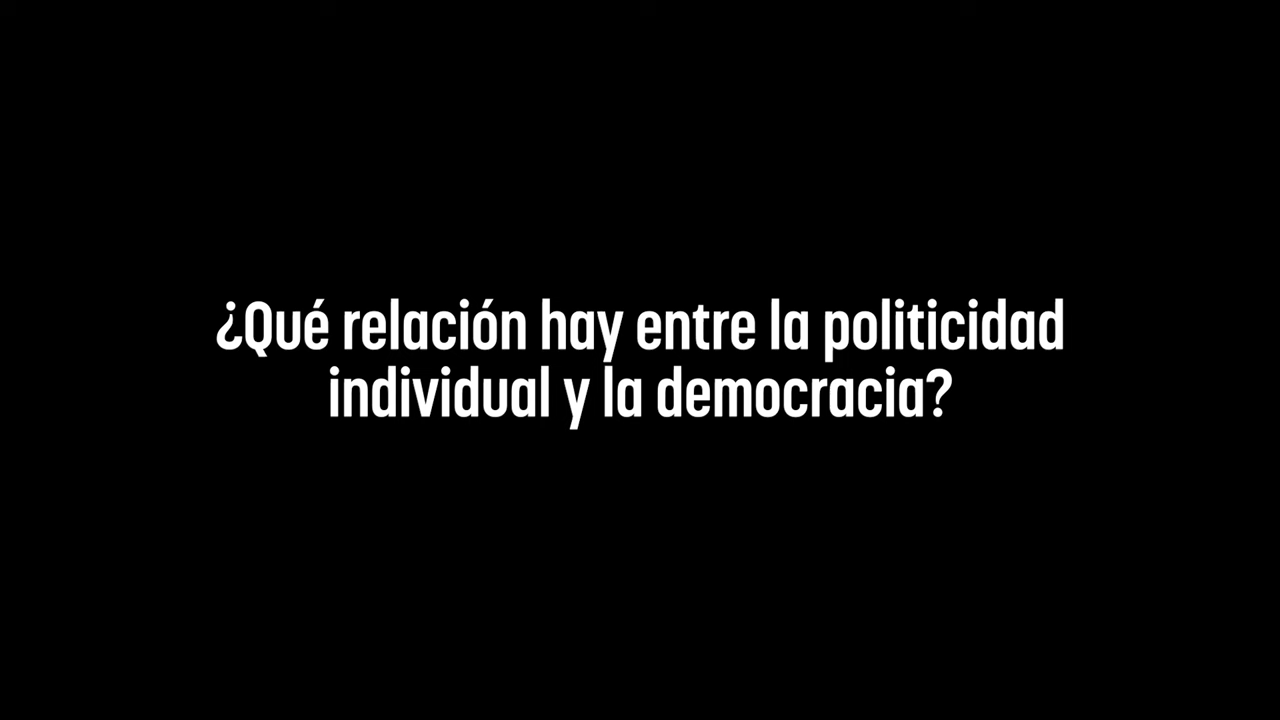 ¿Qué relación hay entre la politicidad
individual y la democracia?